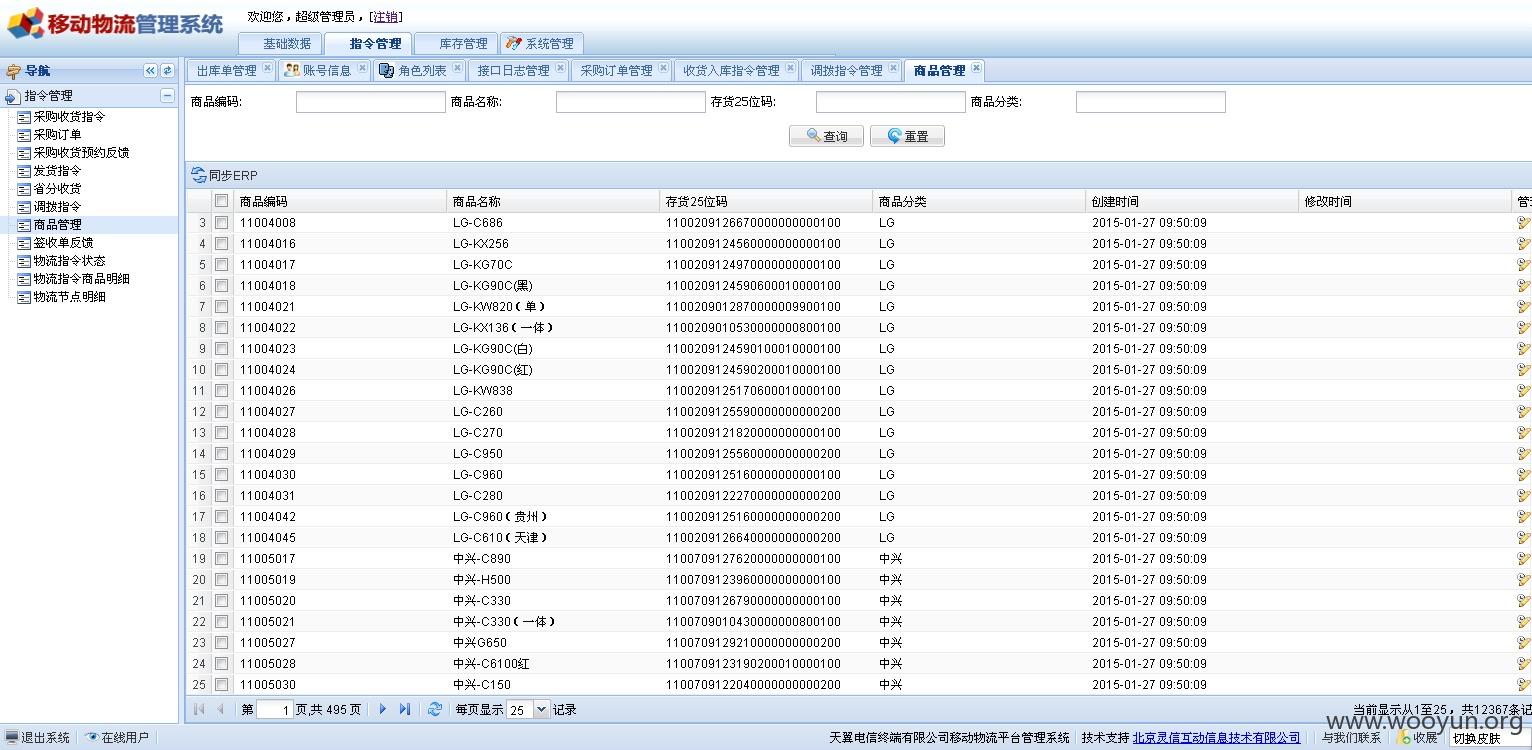 移动物流管理系统
欢迎您，超级管理员，[注销]
基础数据 指令管理 库存管理 系统管理
导航
出库单管理 账号信息 角色列表 接口日志管理 采购订单管理 收货入库指令管理 调拨指令管理 商品管理
指令管理
采购收货指令
采购订单
采购收货预约反馈
发货指令
省分收货
调拨指令
商品管理
签收单反馈
物流指令状态
物流指令商品明细
物流节点明细
商品编码: 商品名称: 存货25位码: 商品分类:
查询 重置
同步ERP
商品编码 商品名称 存货25位码 商品分类 创建时间 修改时间
3 11004008 LG-C686 1100209126670000000000100 LG 2015-01-27 09:50:09
4 11004016 LG-KX256 1100209124560000000000100 LG 2015-01-27 09:50:09
5 11004017 LG-KG70C 1100209124970000000000100 LG 2015-01-27 09:50:09
6 11004018 LG-KG90C(黑) 1100209124590600010000100 LG 2015-01-27 09:50:09
7 11004021 LG-KW820（单） 1100209012870000009900100 LG 2015-01-27 09:50:09
8 11004022 LG-KX136（一体） 1100209010530000000800100 LG 2015-01-27 09:50:09
9 11004023 LG-KG90C(白) 1100209124590100010000100 LG 2015-01-27 09:50:09
10 11004024 LG-KG90C(红) 1100209124590200010000100 LG 2015-01-27 09:50:09
11 11004026 LG-KW838 1100209125170600010000100 LG 2015-01-27 09:50:09
12 11004027 LG-C260 1100209125590000000000200 LG 2015-01-27 09:50:09
13 11004028 LG-C270 1100209121820000000000100 LG 2015-01-27 09:50:09
14 11004029 LG-C950 1100209125560000000000200 LG 2015-01-27 09:50:09
15 11004030 LG-C960 1100209125160000000000100 LG 2015-01-27 09:50:09
16 11004031 LG-C280 1100209122270000000000200 LG 2015-01-27 09:50:09
17 11004042 LG-C960（贵州） 1100209125160000000000200 LG 2015-01-27 09:50:09
18 11004045 LG-C610（天津） 1100209126640000000000200 LG 2015-01-27 09:50:09
19 11005017 中兴-C890 1100709127620000000000100 中兴 2015-01-27 09:50:09
20 11005019 中兴-H500 1100709123960000000000100 中兴 2015-01-27 09:50:09
21 11005020 中兴-C330 1100709126790000000000100 中兴 2015-01-27 09:50:09
22 11005021 中兴-C330（一体） 1100709010430000000800100 中兴 2015-01-27 09:50:09
23 11005027 中兴G650 1100709129210000000000200 中兴 2015-01-27 09:50:09
24 11005028 中兴-C6100红 1100709123190200010000100 中兴 2015-01-27 09:50:09
25 11005030 中兴-C150 1100709122040000000000200 中兴 2015-01-27 09:50:09
第 1 页,共 495 页 每页显示 25 记录 当前显示从1至25，共12367条记
www.wooyun.org
退出系统 在线用户 天翼电信终端有限公司移动物流平台管理系统 技术支持 北京灵信互动信息技术有限公司 与我们联系 收展 切换皮肤